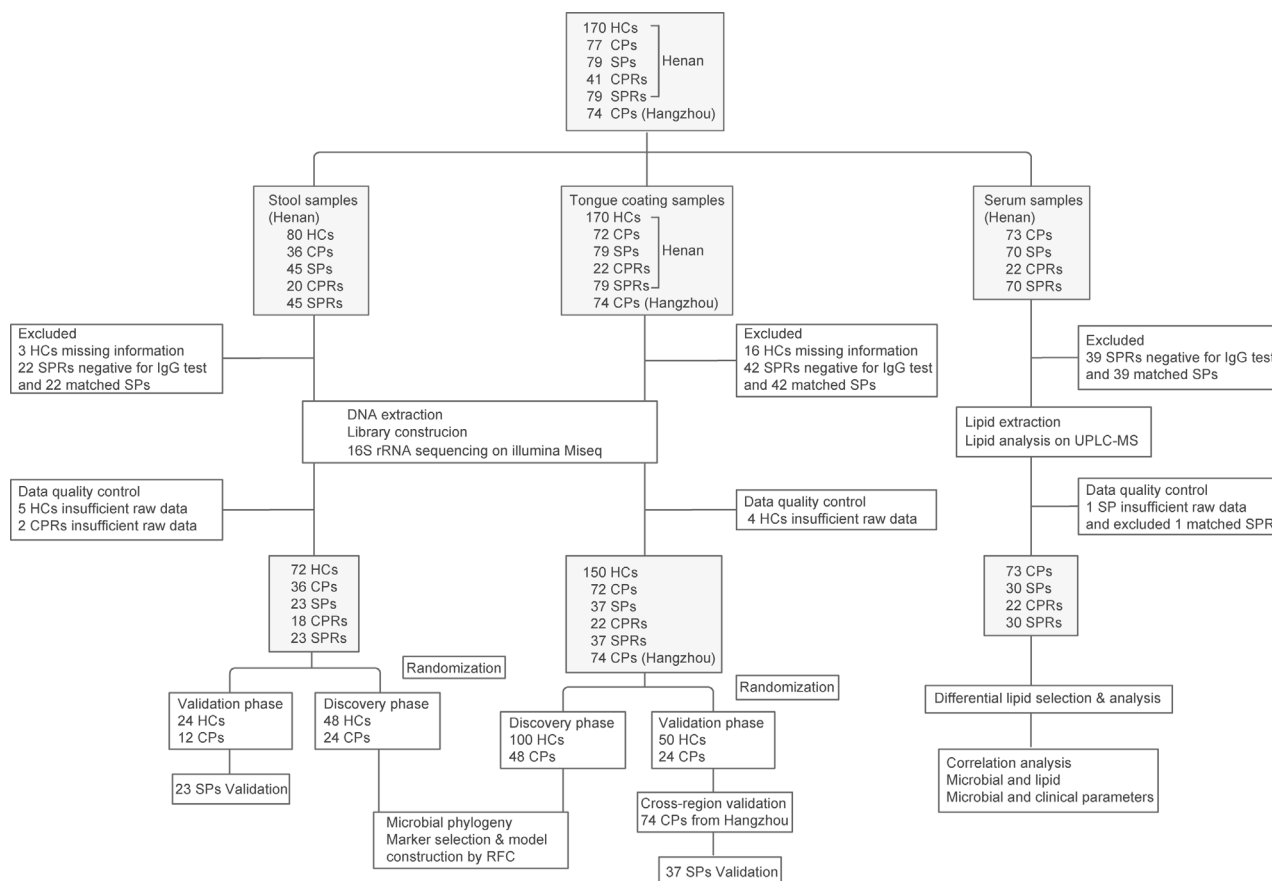 170 HCs
77 CPs
79 SPs
41 CPRs
79 SPRs
Henan
74 CPs (Hangzhou)
Stool samples
(Henan)
80 HCs
36 CPs
45 SPs
20 CPRs
45 SPRs
Tongue coating samples
170 HCs
72 CPs
79 SPs
22 CPRs
79 SPRs
Henan
74 CPs (Hangzhou)
Serum samples
(Henan)
73 CPs
70 SPs
22 CPRs
70 SPRs
Excluded
3 HCs missing information
22 SPRs negative for IgG test
and 22 matched SPs
Excluded
16 HCs missing information
42 SPRs negative for IgG test
and 42 matched SPs
Excluded
39 SPRs negative for IgG test
and 39 matched SPs
DNA extraction
Library construcion
16S rRNA sequencing on illumina Miseq
Lipid extraction
Lipid analysis on UPLC-MS
Data quality control
5 HCs insufficient raw data
2 CPRs insufficient raw data
Data quality control
4 HCs insufficient raw data
Data quality control
1 SP insufficient raw data
and excluded 1 matched SPR
72 HCs
36 CPs
23 SPs
18 CPRs
23 SPRs
150 HCs
72 CPs
37 SPs
22 CPRs
37 SPRs
74 CPs (Hangzhou)
73 CPs
30 SPs
22 CPRs
30 SPRs
Randomization
Randomization
Validation phase
24 HCs
12 CPs
Discovery phase
48 HCs
24 CPs
Discovery phase
100 HCs
48 CPs
Validation phase
50 HCs
24 CPs
Differential lipid selection & analysis
23 SPs Validation
Cross-region validation
74 CPs from Hangzhou
Correlation analysis
Microbial and lipid
Microbial and clinical parameters
Microbial phylogeny
Marker selection & model
construction by RFC
37 SPs Validation